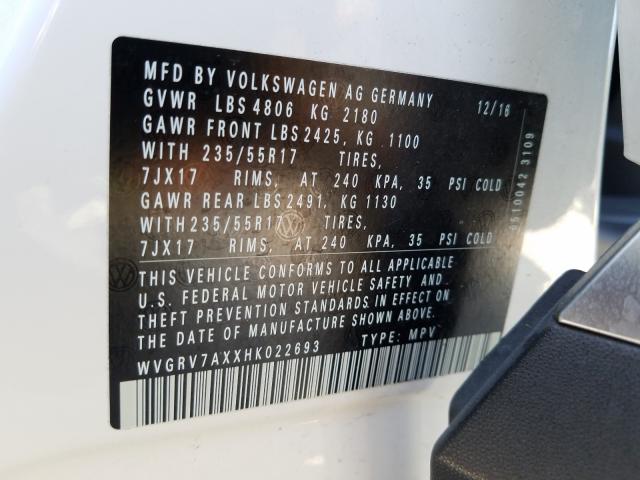 MFD BY VOLKSWAGEN AG GERMANY 12/16
GVWR LBS 4806 KG 2180
GAWR FRONT LBS 2425, KG 1100
WITH 235/55R17 TIRES,
7JX17 RIMS, AT 240 KPA, 35 PSI COLD
GAWR REAR LBS 2491, KG 1130
WITH 235/55R17 TIRES,
7JX17 RIMS, AT 240 KPA, 35 PSI COLD
THIS VEHICLE CONFORMS TO ALL APPLICABLE
U.S. FEDERAL MOTOR VEHICLE SAFETY AND
THEFT PREVENTION STANDARDS IN EFFECT ON
THE DATE OF MANUFACTURE SHOWN ABOVE.
WVGRV7AXXHK022693 TYPE: MPV
6510042 3109